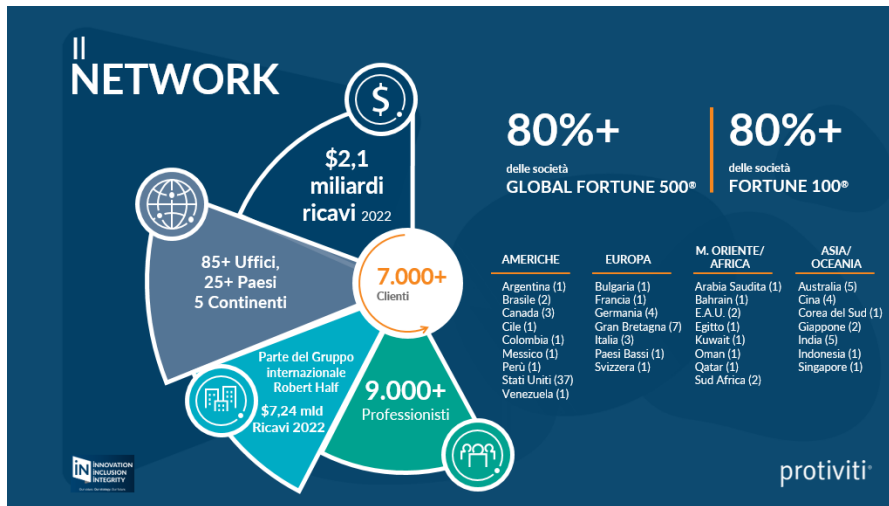 Il
NETWORK
$
$2,1
miliardi
ricavi 2022
85+ Uffici,
25+ Paesi
5 Continenti
7.000+
Clienti
Parte del Gruppo
internazionale
Robert Half
$7,24 mld
Ricavi 2022
9.000+
Professionisti
80%+
delle società
GLOBAL FORTUNE 500®
80%+
delle società
FORTUNE 100®
AMERICHE
Argentina (1)
Brasile (2)
Canada (3)
Cile (1)
Colombia (1)
Messico (1)
Perù (1)
Stati Uniti (37)
Venezuela (1)
EUROPA
Bulgaria (1)
Francia (1)
Germania (4)
Gran Bretagna (7)
Italia (3)
Paesi Bassi (1)
Svizzera (1)
M. ORIENTE/
AFRICA
Arabia Saudita (1)
Bahrain (1)
E.A.U. (2)
Egitto (1)
Kuwait (1)
Oman (1)
Qatar (1)
Sud Africa (2)
ASIA/
OCEANIA
Australia (5)
Cina (4)
Corea del Sud (1)
Giappone (2)
India (5)
Indonesia (1)
Singapore (1)
iN
INNOVATION
INCLUSION
INTEGRITY
protiviti®